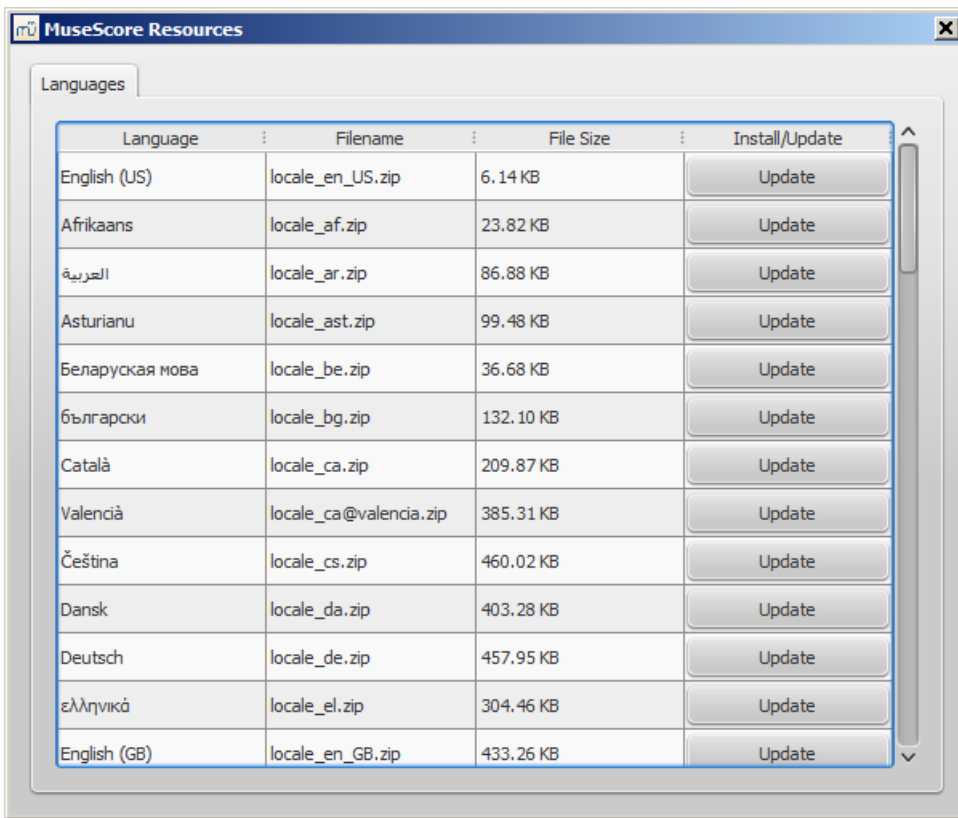 mü MuseScore Resources
Languages
Language Filename File Size Install/Update
English (US) locale_en_US.zip 6.14 KB Update
Afrikaans locale_af.zip 23.82 KB Update
العربية locale_ar.zip 86.88 KB Update
Asturianu locale_ast.zip 99.48 KB Update
Беларуская мова locale_be.zip 36.68 KB Update
български locale_bg.zip 132.10 KB Update
Català locale_ca.zip 209.87 KB Update
Valencià locale_ca@valencia.zip 385.31 KB Update
Čeština locale_cs.zip 460.02 KB Update
Dansk locale_da.zip 403.28 KB Update
Deutsch locale_de.zip 457.95 KB Update
ελληνικά locale_el.zip 304.46 KB Update
English (GB) locale_en_GB.zip 433.26 KB Update